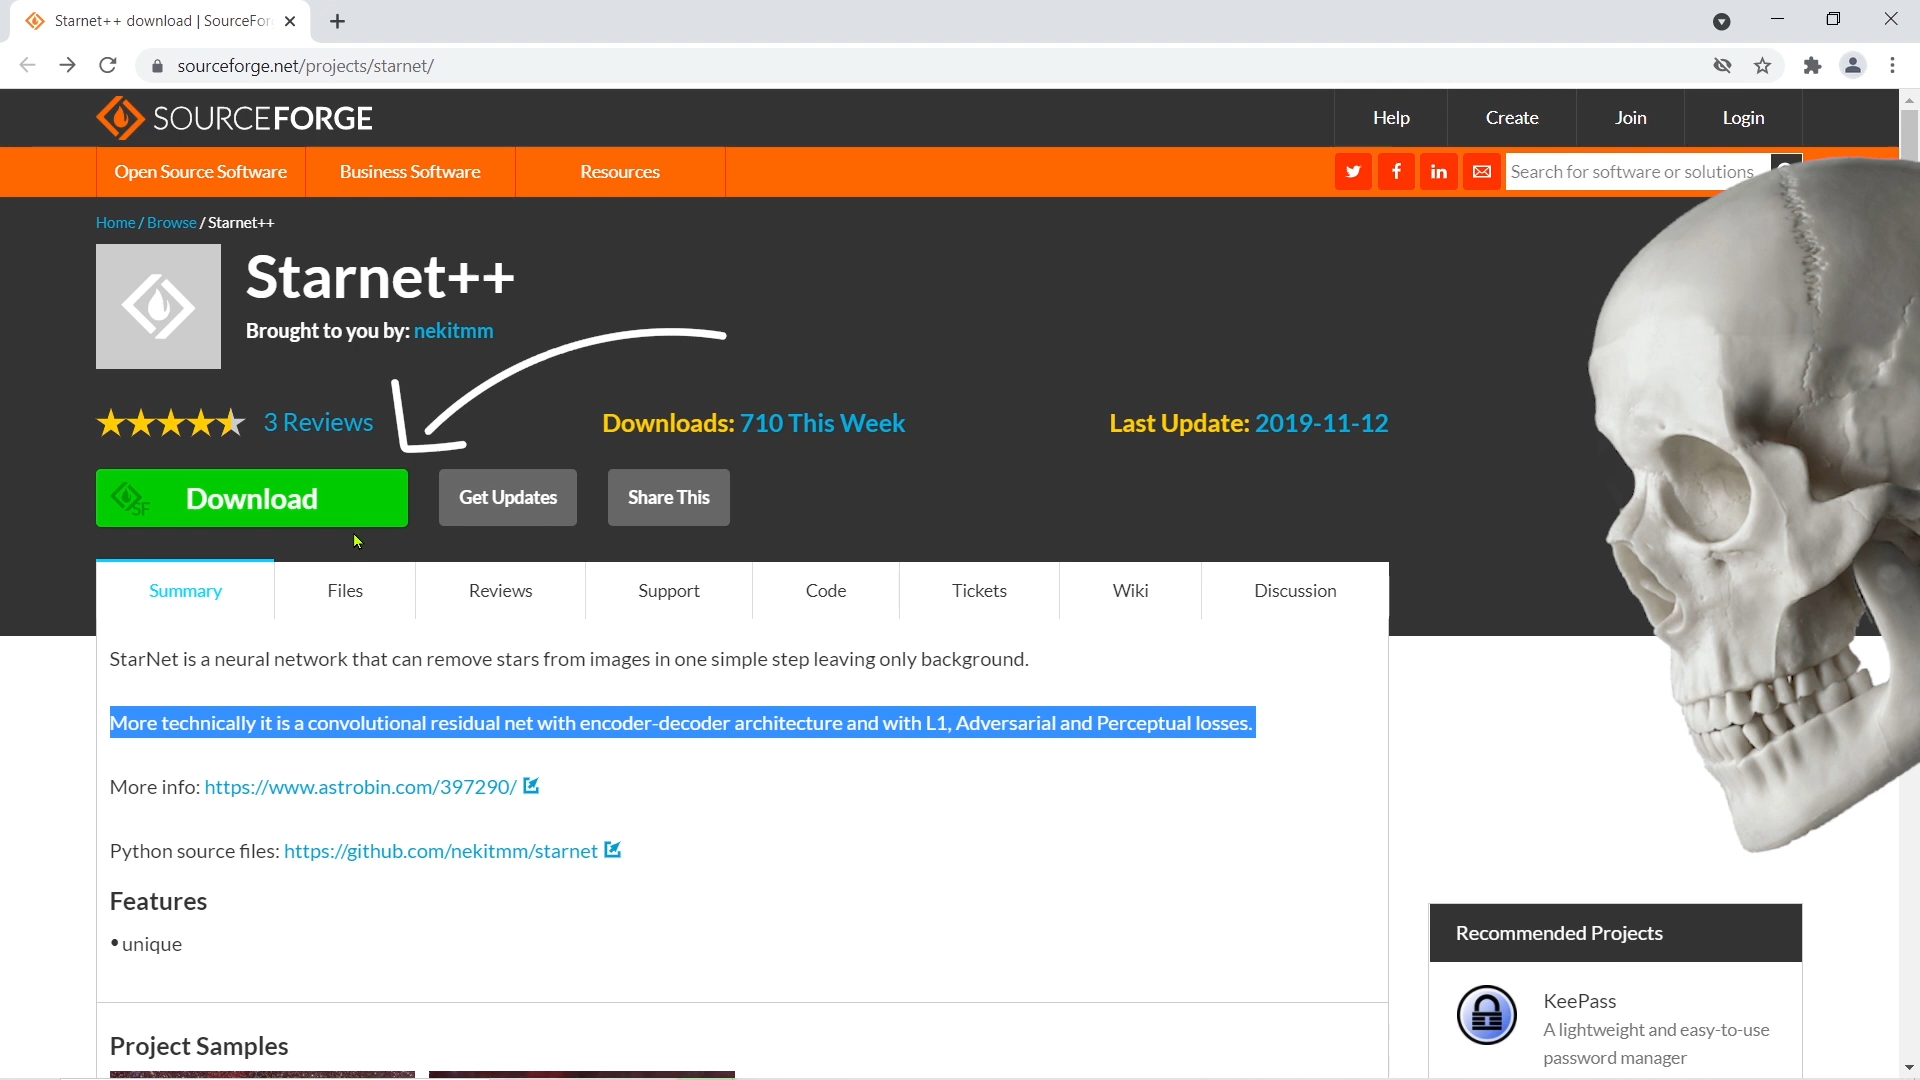 Starnet++ download | SourceFor
sourceforge.net/projects/starnet/
SOURCEFORGE
Help
Create
Join
Login
Open Source Software
Business Software
Resources
Search for software or solutions
Home / Browse / Starnet++
Starnet++
Brought to you by: nekitmm
3 Reviews
Downloads: 710 This Week
Last Update: 2019-11-12
SF
Download
Get Updates
Share This
Summary
Files
Reviews
Support
Code
Tickets
Wiki
Discussion
StarNet is a neural network that can remove stars from images in one simple step leaving only background.
More technically it is a convolutional residual net with encoder-decoder architecture and with L1, Adversarial and Perceptual losses.
More info: https://www.astrobin.com/397290/
Python source files: https://github.com/nekitmm/starnet
Features
• unique
Project Samples
Recommended Projects
KeePass
A lightweight and easy-to-use
password manager